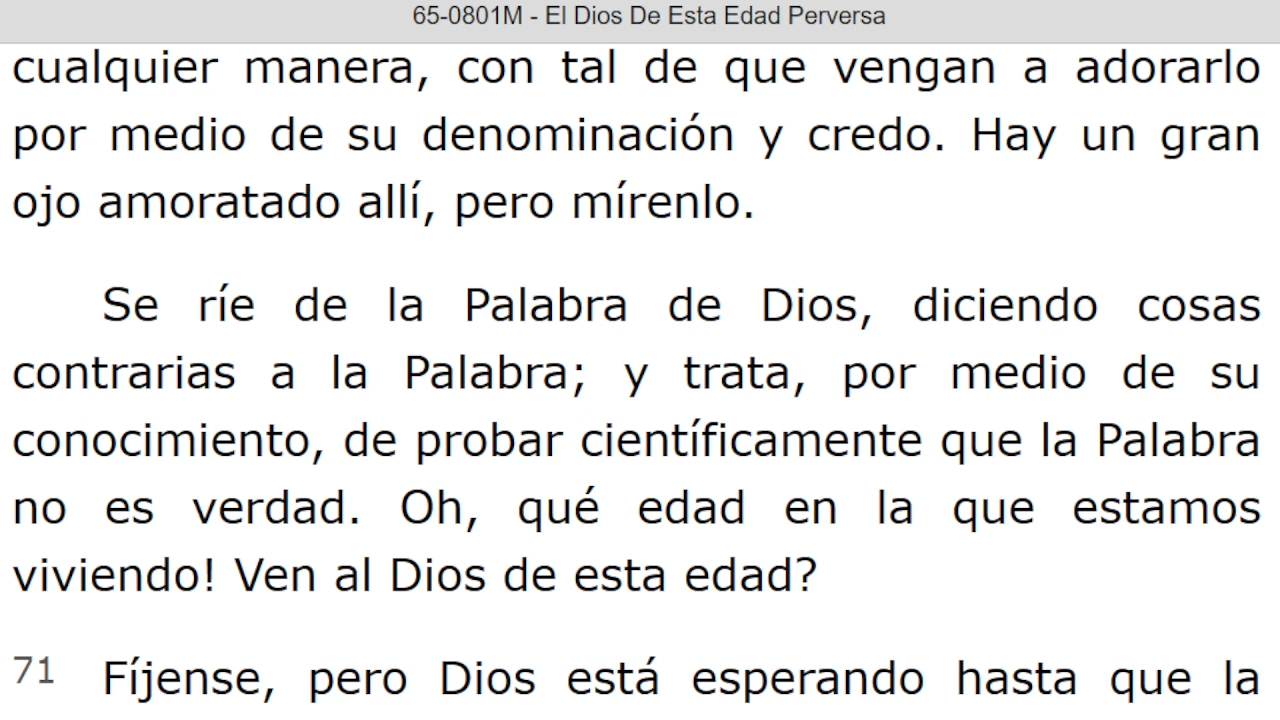 65-0801M - El Dios De Esta Edad Perversa
cualquier manera, con tal de que vengan a adorarlo
por medio de su denominación y credo. Hay un gran
ojo amoratado allí, pero mírenlo.
Se ríe de la Palabra de Dios, diciendo cosas
contrarias a la Palabra; y trata, por medio de su
conocimiento, de probar científicamente que la Palabra
no es verdad. Oh, qué edad en la que estamos
viviendo! Ven al Dios de esta edad?
71 Fíjense, pero Dios está esperando hasta que la